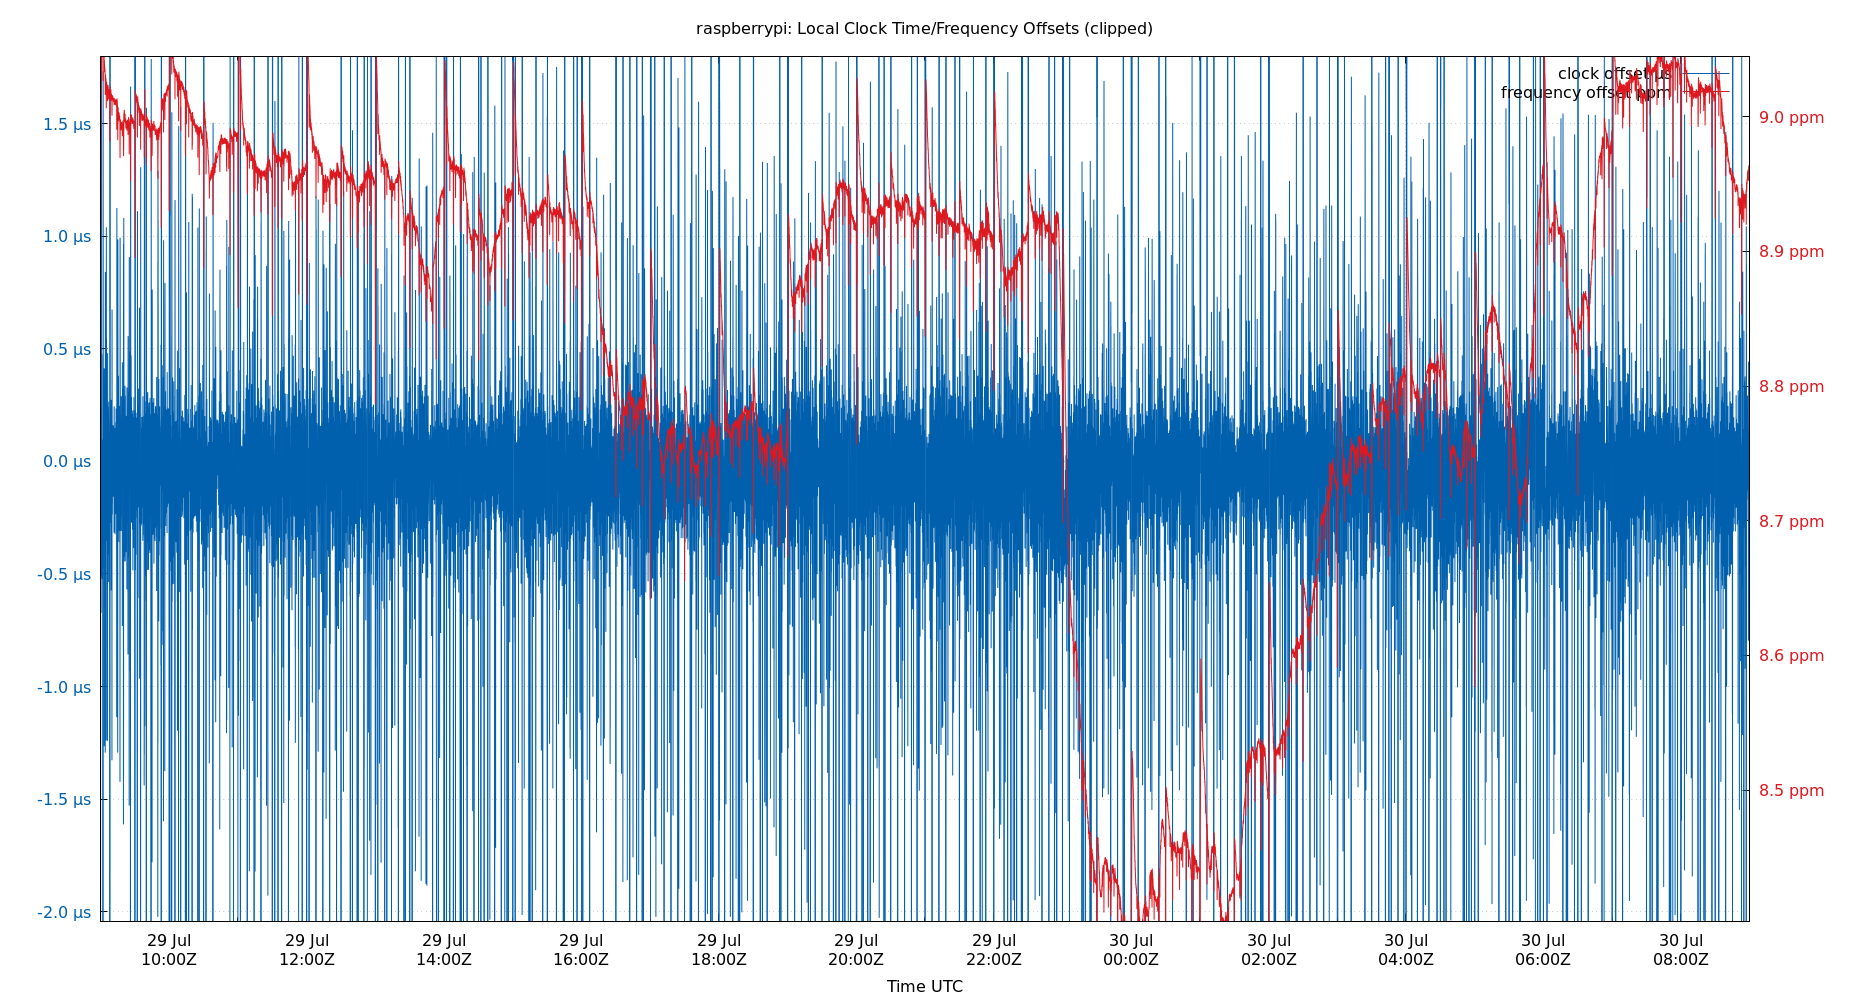 raspberrypi: Local Clock Time/Frequency Offsets (clipped)
clock offset μs
frequency offset ppm
1.5 μs
1.0 μs
0.5 μs
0.0 μs
-0.5 μs
-1.0 μs
-1.5 μs
-2.0 μs
9.0 ppm
8.9 ppm
8.8 ppm
8.7 ppm
8.6 ppm
8.5 ppm
29 Jul
10:00Z
29 Jul
12:00Z
29 Jul
14:00Z
29 Jul
16:00Z
29 Jul
18:00Z
29 Jul
20:00Z
29 Jul
22:00Z
30 Jul
00:00Z
30 Jul
02:00Z
30 Jul
04:00Z
30 Jul
06:00Z
30 Jul
08:00Z
Time UTC